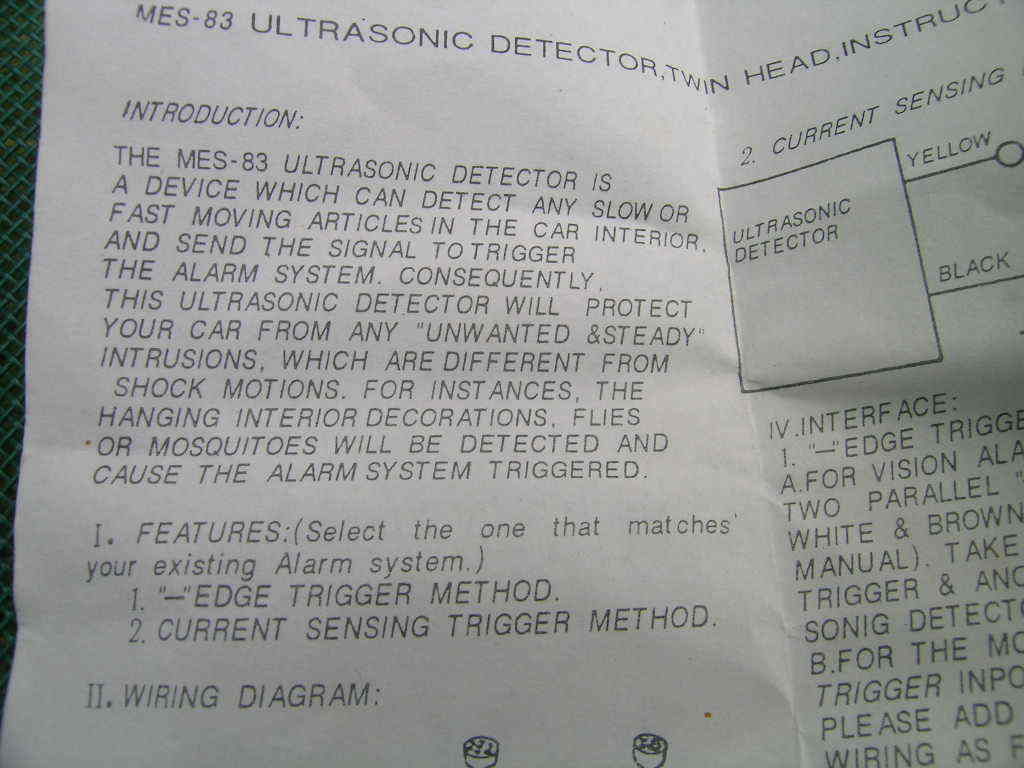 MES-83 ULTRASONIC DETECTOR,TWIN HEAD,INSTRUCT
INTRODUCTION:
THE MES-83 ULTRASONIC DETECTOR IS
A DEVICE WHICH CAN DETECT ANY SLOW OR
FAST MOVING ARTICLES IN THE CAR INTERIOR,
AND SEND THE SIGNAL TO TRIGGER
THE ALARM SYSTEM. CONSEQUENTLY,
THIS ULTRASONIC DETECTOR WILL PROTECT
YOUR CAR FROM ANY "UNWANTED &STEADY"
INTRUSIONS, WHICH ARE DIFFERENT FROM
SHOCK MOTIONS. FOR INSTANCES, THE
HANGING INTERIOR DECORATIONS, FLIES
OR MOSQUITOES WILL BE DETECTED AND
CAUSE THE ALARM SYSTEM TRIGGERED.
I. FEATURES:(Select the one that matches
your existing Alarm system.)
1. "—"EDGE TRIGGER METHOD.
2. CURRENT SENSING TRIGGER METHOD.
II. WIRING DIAGRAM:
2. CURRENT SENSING
YELLOW
ULTRASONIC
DETECTOR
BLACK
IV.INTERFACE:
1. "—"EDGE TRIGGE
A.FOR VISION ALA
TWO PARALLEL "
WHITE & BROWN
MANUAL). TAKE
TRIGGER & ANO
SONIG DETECTO
B.FOR THE MO
TRIGGER INPO
PLEASE ADD
WIRING AS F